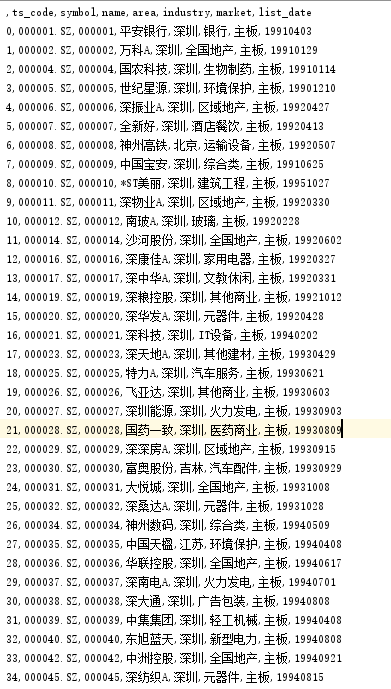 ,ts_code,symbol,name,area,industry,market,list_date
0,000001.SZ,000001,平安银行,深圳,银行,主板,19910403
1,000002.SZ,000002,万科A,深圳,全国地产,主板,19910129
2,000004.SZ,000004,国农科技,深圳,生物制药,主板,19910114
3,000005.SZ,000005,世纪星源,深圳,环境保护,主板,19901210
4,000006.SZ,000006,深振业A,深圳,区域地产,主板,19920427
5,000007.SZ,000007,全新好,深圳,酒店餐饮,主板,19920413
6,000008.SZ,000008,神州高铁,北京,运输设备,主板,19920507
7,000009.SZ,000009,中国宝安,深圳,综合类,主板,19910625
8,000010.SZ,000010,*ST美丽,深圳,建筑工程,主板,19951027
9,000011.SZ,000011,深物业A,深圳,区域地产,主板,19920330
10,000012.SZ,000012,南玻A,深圳,玻璃,主板,19920228
11,000014.SZ,000014,沙河股份,深圳,全国地产,主板,19920602
12,000016.SZ,000016,深康佳A,深圳,家用电器,主板,19920327
13,000017.SZ,000017,深中华A,深圳,文教休闲,主板,19920331
14,000019.SZ,000019,深粮控股,深圳,其他商业,主板,19921012
15,000020.SZ,000020,深华发A,深圳,元器件,主板,19920428
16,000021.SZ,000021,深科技,深圳,IT设备,主板,19940202
17,000023.SZ,000023,深天地A,深圳,其他建材,主板,19930429
18,000025.SZ,000025,特力A,深圳,汽车服务,主板,19930621
19,000026.SZ,000026,飞亚达,深圳,其他商业,主板,19930603
20,000027.SZ,000027,深圳能源,深圳,火力发电,主板,19930903
21,000028.SZ,000028,国药一致,深圳,医药商业,主板,19930809
22,000029.SZ,000029,深深房A,深圳,区域地产,主板,19930915
23,000030.SZ,000030,富奥股份,吉林,汽车配件,主板,19930929
24,000031.SZ,000031,大悦城,深圳,全国地产,主板,19931008
25,000032.SZ,000032,深桑达A,深圳,元器件,主板,19931028
26,000034.SZ,000034,神州数码,深圳,综合类,主板,19940509
27,000035.SZ,000035,中国天楹,江苏,环境保护,主板,19940408
28,000036.SZ,000036,华联控股,深圳,全国地产,主板,19940617
29,000037.SZ,000037,深南电A,深圳,火力发电,主板,19940701
30,000038.SZ,000038,深大通,深圳,广告包装,主板,19940808
31,000039.SZ,000039,中集集团,深圳,轻工机械,主板,19940408
32,000040.SZ,000040,东旭蓝天,深圳,新型电力,主板,19940808
33,000042.SZ,000042,中洲控股,深圳,全国地产,主板,19940921
34,000045.SZ,000045,深纺织A,深圳,元器件,主板,19940815